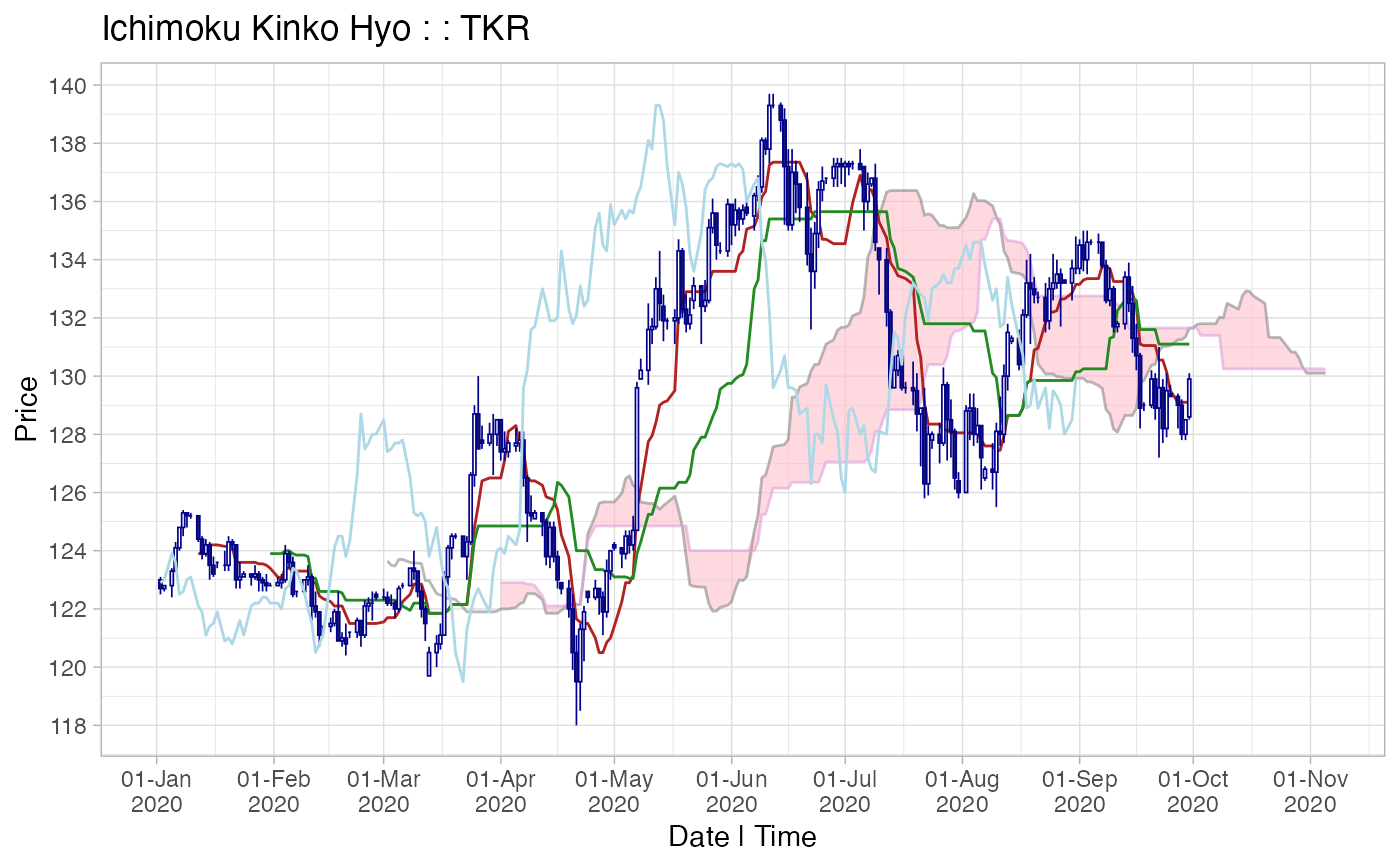 Ichimoku Kinko Hyo : : TKR
Price
140
138
136
134
132
130
128
126
124
122
120
118
01-Jan 01-Feb 01-Mar 01-Apr 01-May 01-Jun 01-Jul 01-Aug 01-Sep 01-Oct 01-Nov
2020 2020 2020 2020 2020 2020 2020 2020 2020 2020 2020
Date | Time